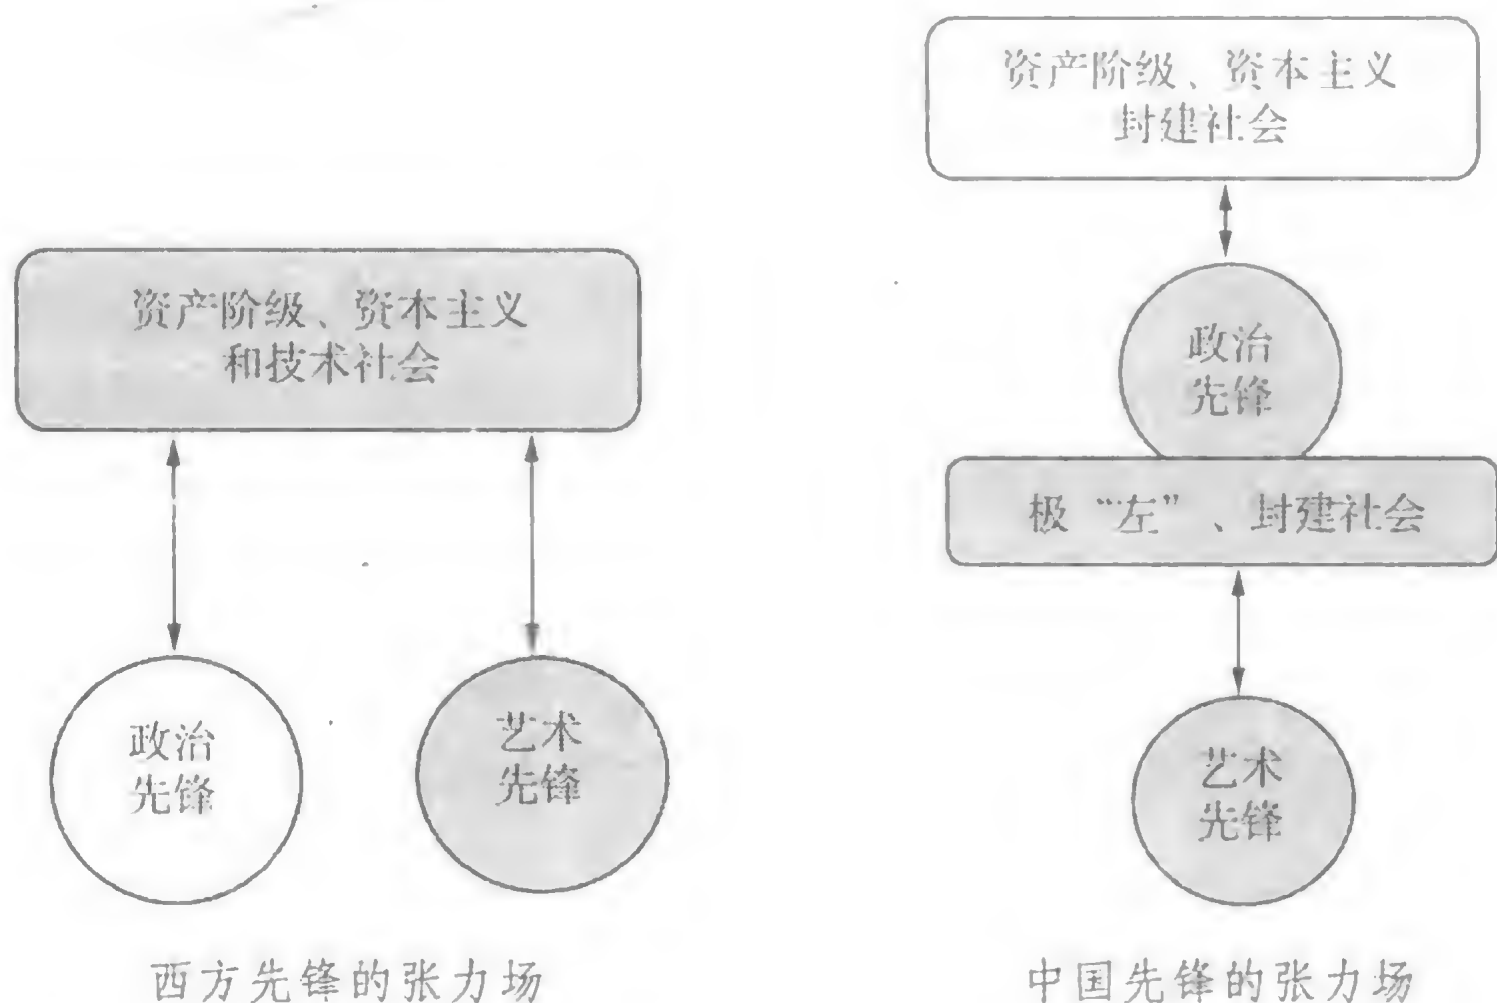 资产阶级、资本主义
和技术社会
政治
先锋
艺术
先锋
西方先锋的张力场
资产阶级、资本主义
封建社会
政治
先锋
极“左”、封建社会
艺术
先锋
中国先锋的张力场